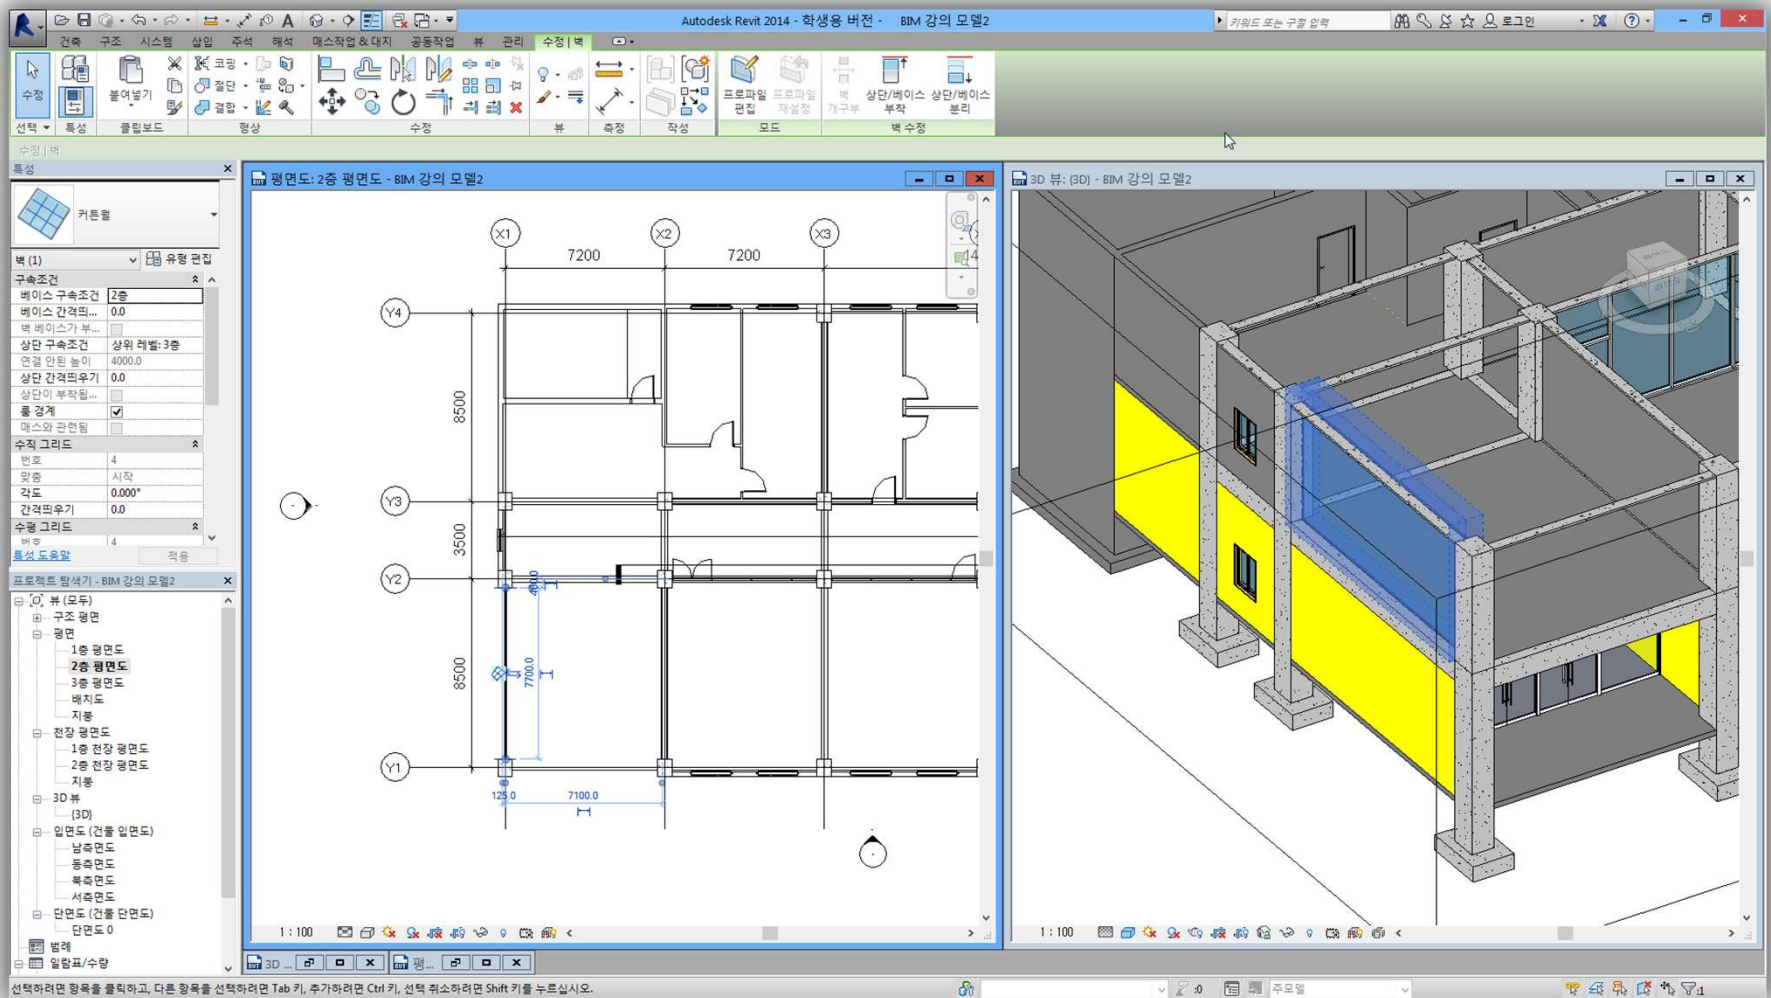 Autodesk Revit 2014 - 학생용 버전 - BIM 강의 모델2
키워드 또는 구절 입력
로그인
건축 구조 시스템 삽입 주석 해석 매스작업 & 대지 공동작업 뷰 관리 수정 | 벽
수정
붙여넣기
코핑
절단
결합
프로파일 편집
프로파일 재설정
벽 개구부
상단/베이스 부착
상단/베이스 분리
선택 특성 클립보드 형상 수정 뷰 측정 작성 모드 벽 수정
수정 | 벽
특성
커튼월
벽 (1)
유형 편집
구속조건
베이스 구속조건 2층
베이스 간격띄... 0.0
벽 베이스가 부...
상단 구속조건 상위 레벨: 3층
연결 안된 높이 4000.0
상단 간격띄우기 0.0
상단이 부착됨...
룸 경계
매스와 관련됨
수직 그리드
번호 4
맞춤 시작
각도 0.000°
간격띄우기 0.0
수평 그리드
번호 4
특성 도움말
적용
프로젝트 탐색기 - BIM 강의 모델2
뷰 (모두)
구조 평면
평면
1층 평면도
2층 평면도
3층 평면도
배치도
지붕
천장 평면도
1층 천장 평면도
2층 천장 평면도
지붕
3D 뷰
{3D}
입면도 (건물 입면도)
남측면도
동측면도
북측면도
서측면도
단면도 (건물 단면도)
단면도 0
범례
일람표/수량
평면도: 2층 평면도 - BIM 강의 모델2
X1 X2 X3
7200 7200 14
Y4
8500
Y3
3500
Y2
8500
7700.0
Y1
125.0 7100.0
1 : 100
3D 뷰: {3D} - BIM 강의 모델2
1 : 100
3D ...
평...
선택하려면 항목을 클릭하고, 다른 항목을 선택하려면 Tab 키, 추가하려면 Ctrl 키, 선택 취소하려면 Shift 키를 누르십시오.
:0
주모델
:1